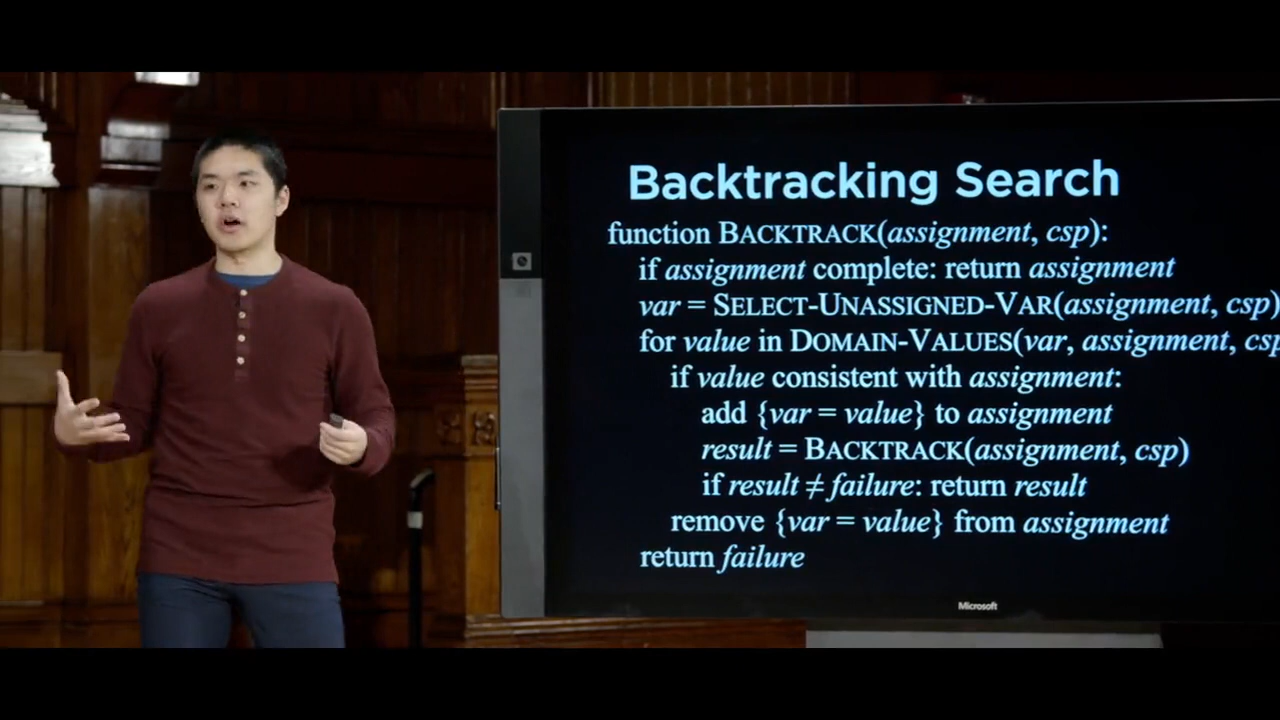 Backtracking Search
function BACKTRACK(assignment, csp):
if assignment complete: return assignment
var = SELECT-UNASSIGNED-VAR(assignment, csp)
for value in DOMAIN-VALUES(var, assignment, csp
if value consistent with assignment:
add {var = value} to assignment
result = BACKTRACK(assignment, csp)
if result ≠ failure: return result
remove {var = value} from assignment
return failure
Microsoft